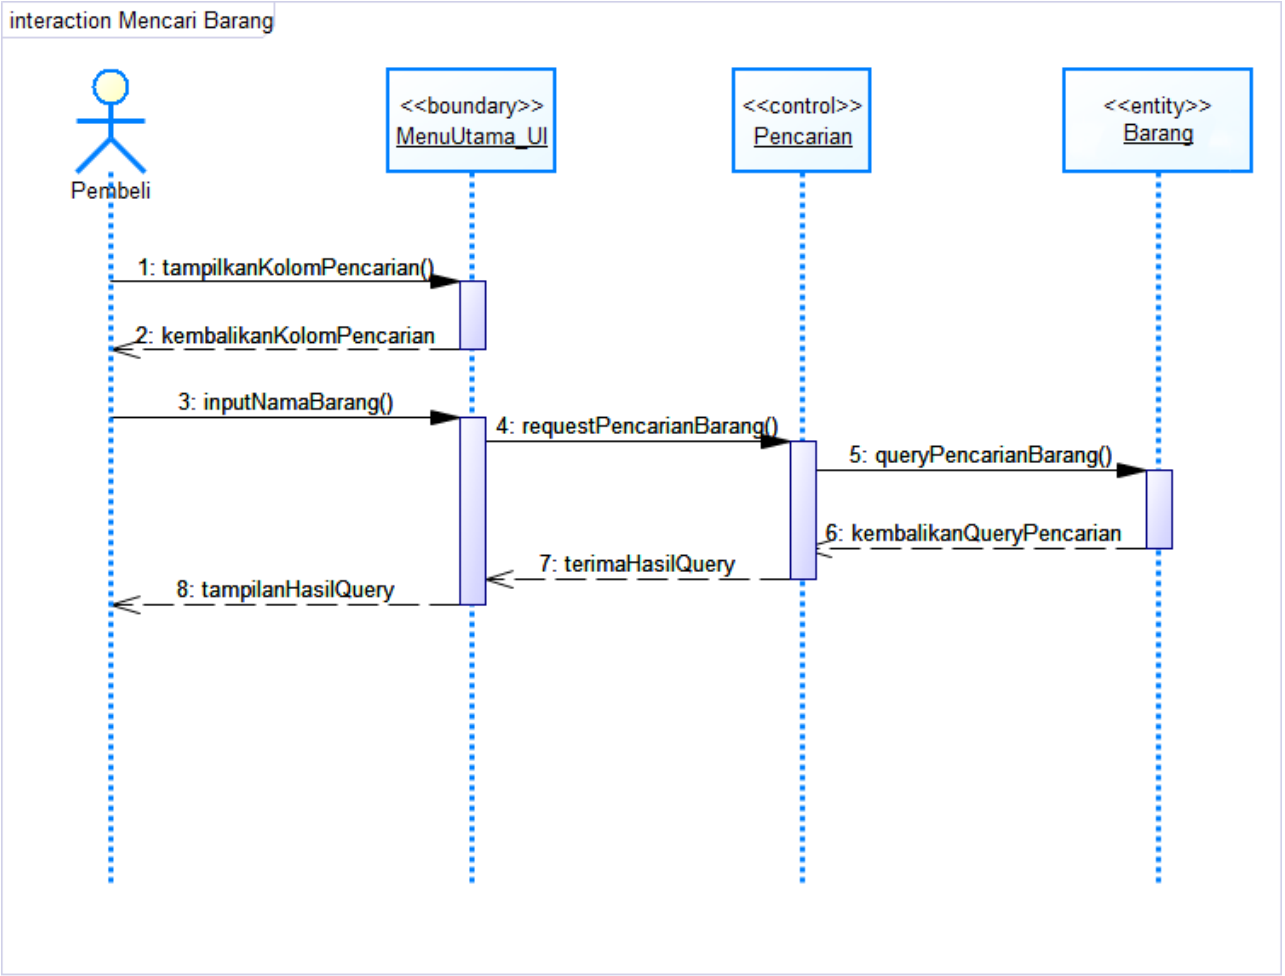 interaction Mencari Barang
Pembeli
<<boundary>>
MenuUtama_UI
<<control>>
Pencarian
<<entity>>
Barang
1: tampilkanKolomPencarian()
2: kembalikanKolomPencarian
3: inputNamaBarang()
4: requestPencarianBarang()
5: queryPencarianBarang()
6: kembalikanQueryPencarian
7: terimaHasilQuery
8: tampilanHasilQuery